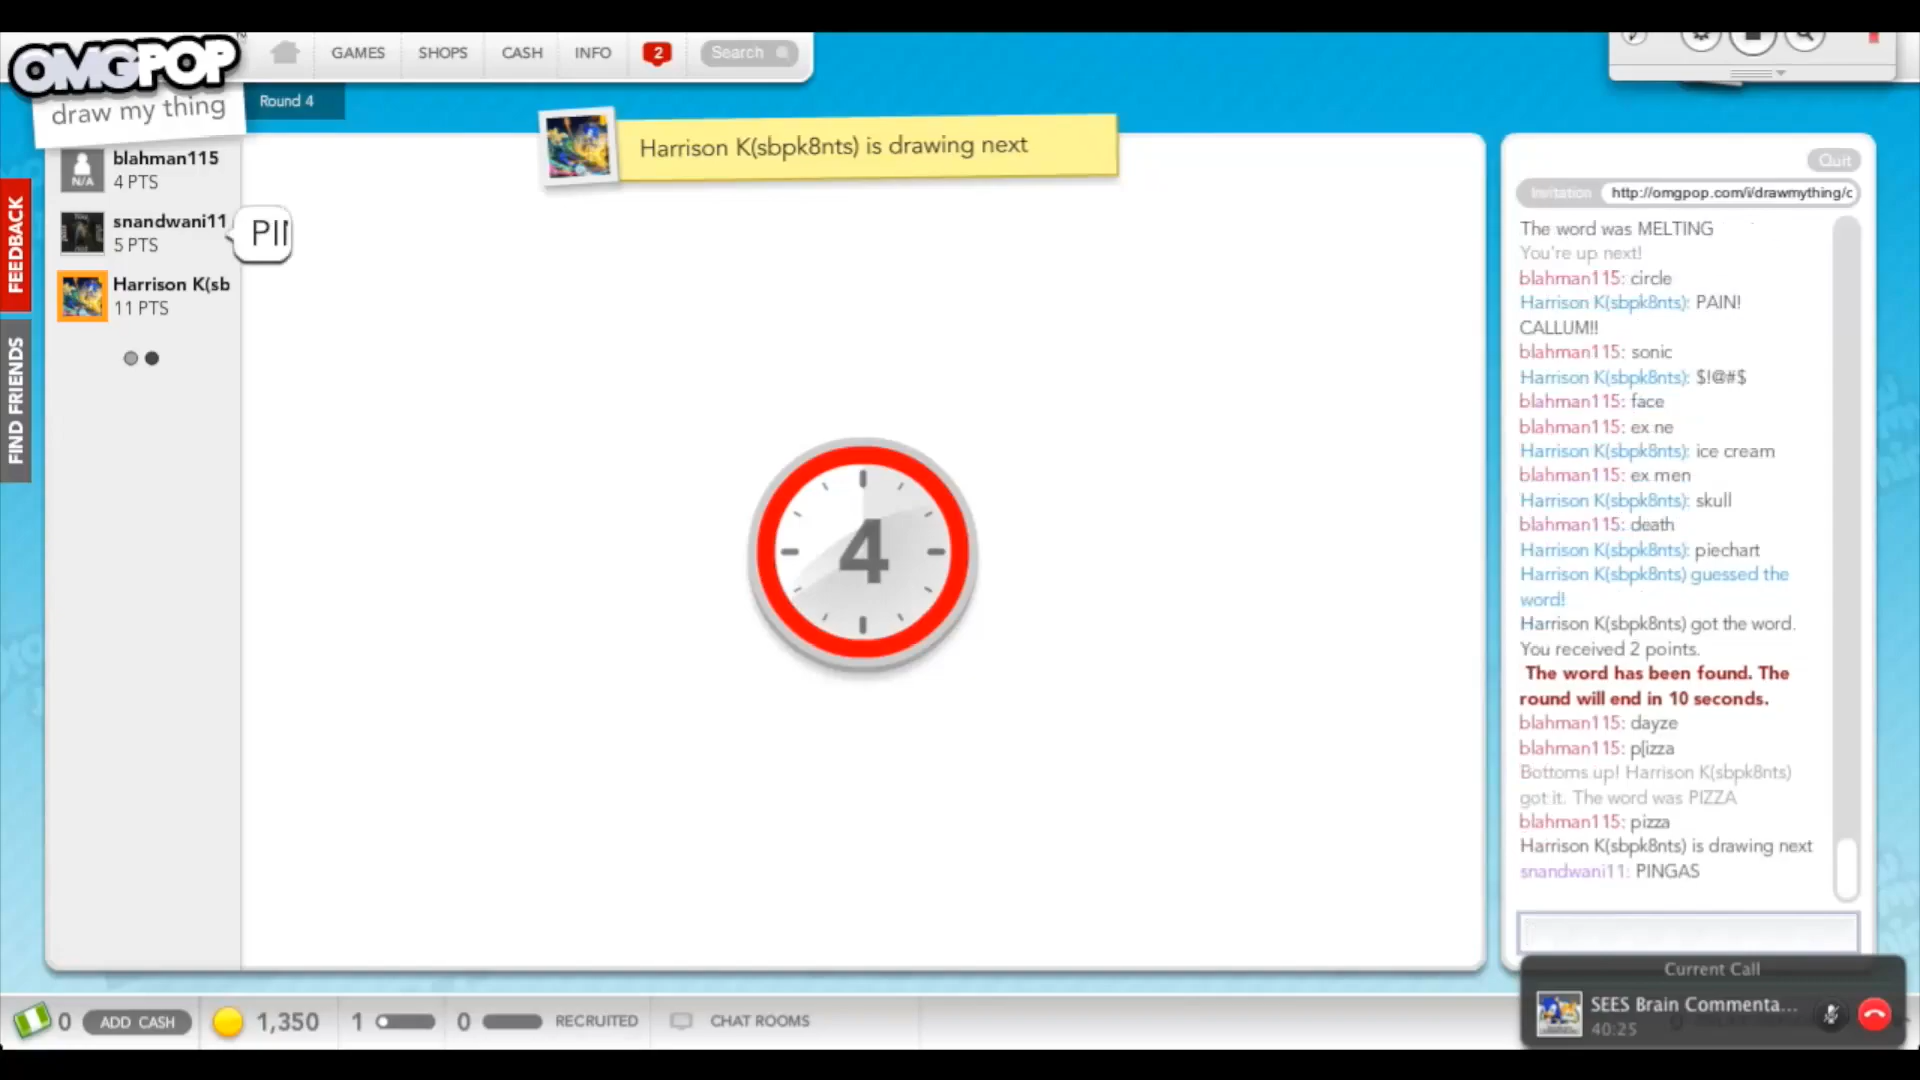 OMGPOP
draw my thing
GAMES
SHOPS
CASH
INFO
2
Search
Round 4
Harrison K(sbpk8nts) is drawing next
FEEDBACK
FIND FRIENDS
blahman115
4 PTS
N/A
snandwani11
5 PTS
Harrison K(sb
11 PTS
4
Quit
Invitation
http://omgpop.com/i/drawmything/c
The word was MELTING
You're up next!
blahman115: circle
Harrison K(sbpk8nts): PAIN!
CALLUM!!
blahman115: sonic
Harrison K(sbpk8nts): $!@#$
blahman115: face
blahman115: ex ne
Harrison K(sbpk8nts): ice cream
blahman115: ex men
Harrison K(sbpk8nts): skull
blahman115: death
Harrison K(sbpk8nts): piechart
Harrison K(sbpk8nts) guessed the
word!
Harrison K(sbpk8nts) got the word.
You received 2 points.
The word has been found. The
round will end in 10 seconds.
blahman115: dayze
blahman115: p[izza
Bottoms up! Harrison K(sbpk8nts)
got it. The word was PIZZA
blahman115: pizza
Harrison K(sbpk8nts) is drawing next
snandwani11: PINGAS
Current Call
SEES Brain Commenta...
40:25
0
ADD CASH
1,350
1
0
RECRUITED
CHAT ROOMS